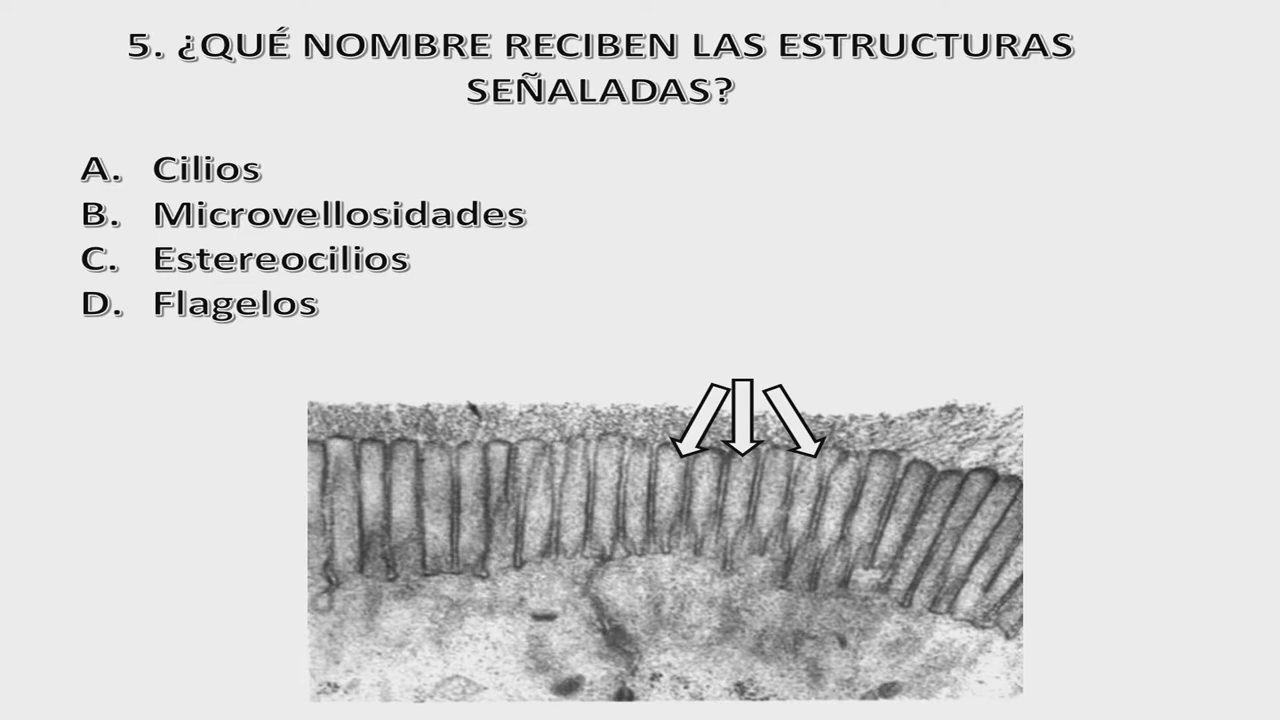 5. ¿QUÉ NOMBRE RECIBEN LAS ESTRUCTURAS
SEÑALADAS?
A. Cilios
B. Microvellosidades
C. Estereocilios
D. Flagelos